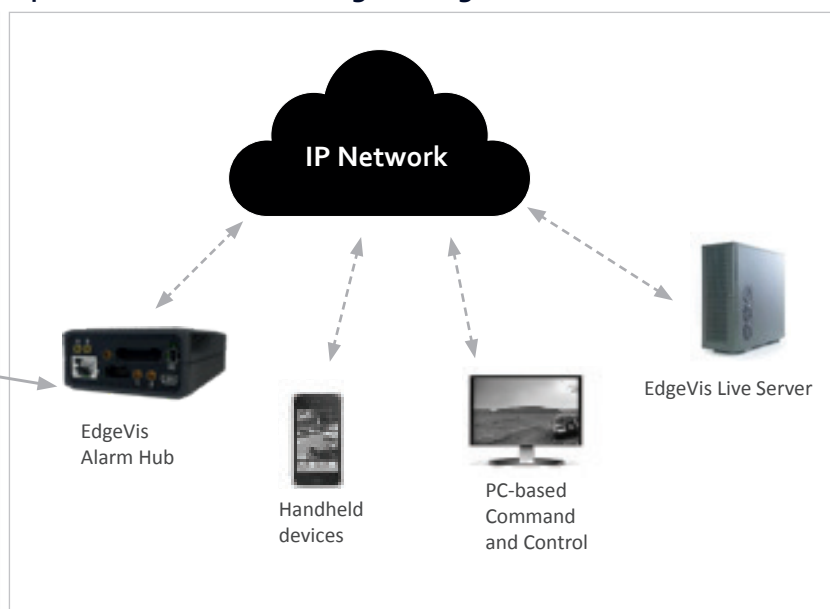 IP Network
EdgeVis Live Server
EdgeVis
Alarm Hub
Handheld
devices
PC-based
Command
and Control